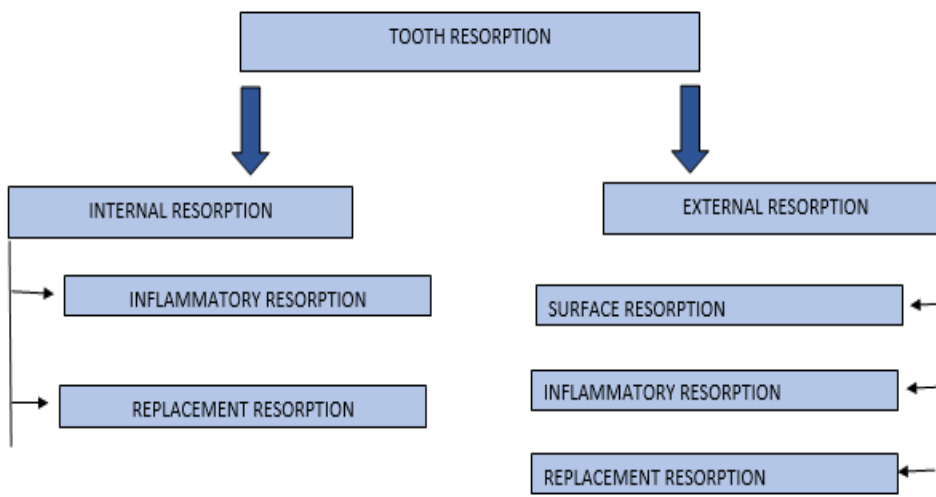 TOOTH RESORPTION
INTERNAL RESORPTION
EXTERNAL RESORPTION
INFLAMMATORY RESORPTION
REPLACEMENT RESORPTION
SURFACE RESORPTION
INFLAMMATORY RESORPTION
REPLACEMENT RESORPTION